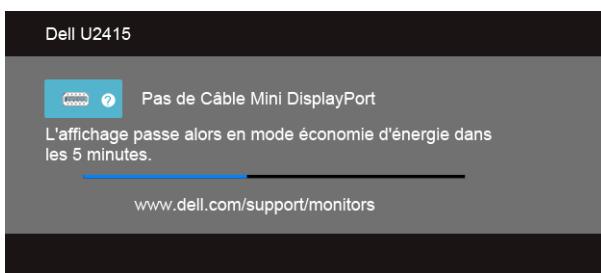 Dell U2415
Pas de Câble Mini DisplayPort
L'affichage passe alors en mode économie d'énergie dans
les 5 minutes.
www.dell.com/support/monitors